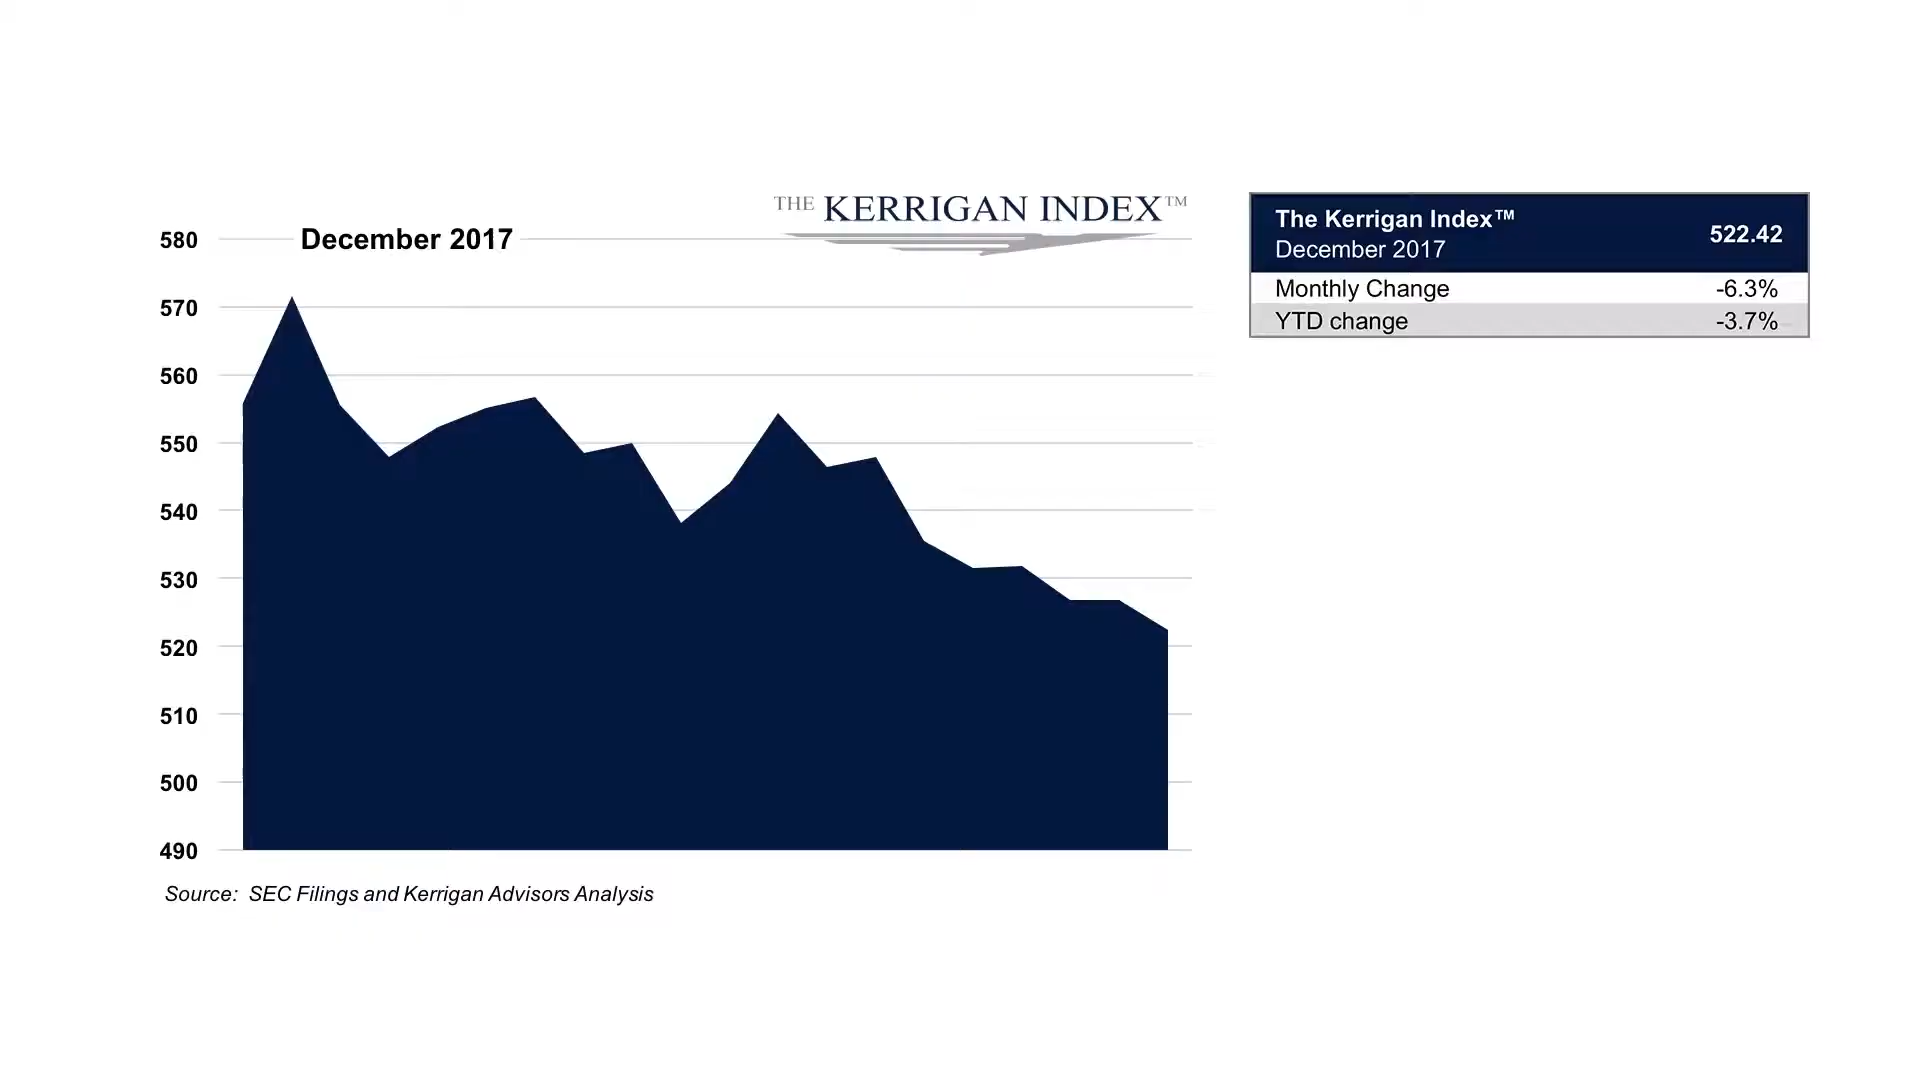 THE KERRIGAN INDEX™
December 2017
580
570
560
550
540
530
520
510
500
490
Source: SEC Filings and Kerrigan Advisors Analysis
The Kerrigan Index™
December 2017
522.42
Monthly Change -6.3%
YTD change -3.7%